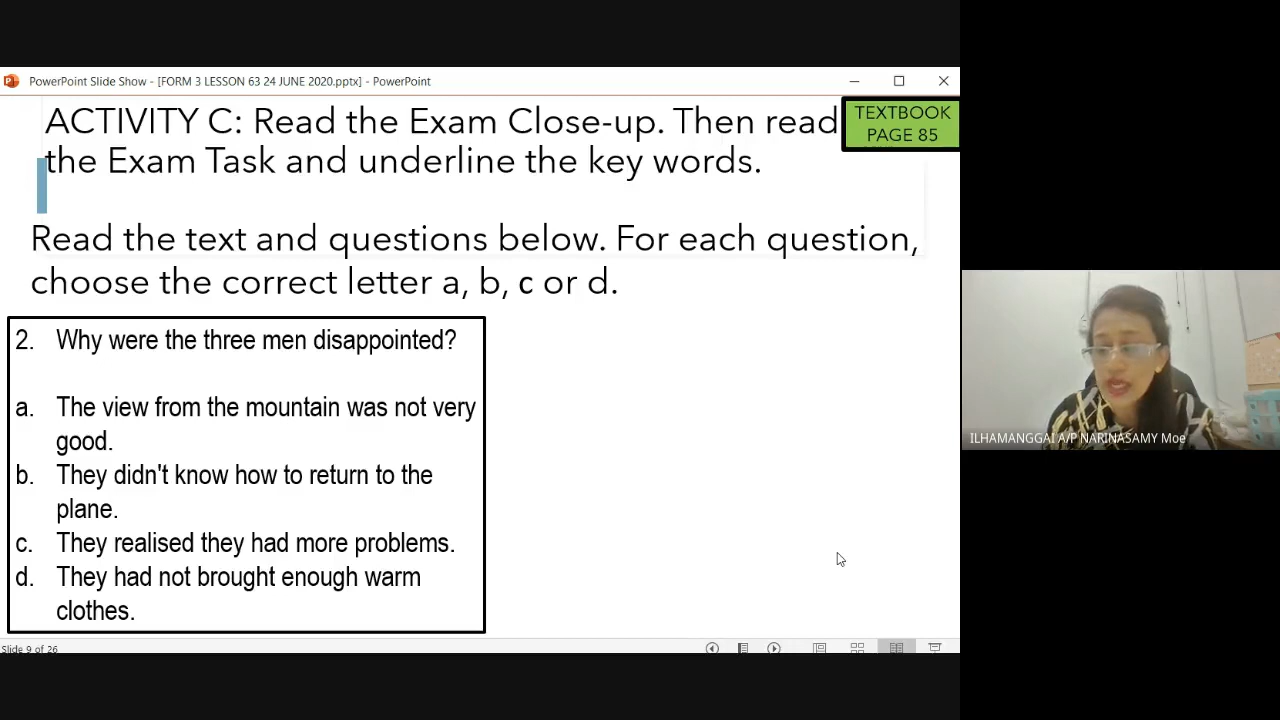 PowerPoint Slide Show - [FORM 3 LESSON 63 24 JUNE 2020.pptx] - PowerPoint
ACTIVITY C: Read the Exam Close-up. Then read
the Exam Task and underline the key words.
TEXTBOOK
PAGE 85
Read the text and questions below. For each question,
choose the correct letter a, b, c or d.
2. Why were the three men disappointed?
a. The view from the mountain was not very
good.
b. They didn't know how to return to the
plane.
c. They realised they had more problems.
d. They had not brought enough warm
clothes.
Slide 9 of 26
ILHAMANGGAI A/P NARINASAMY Moe